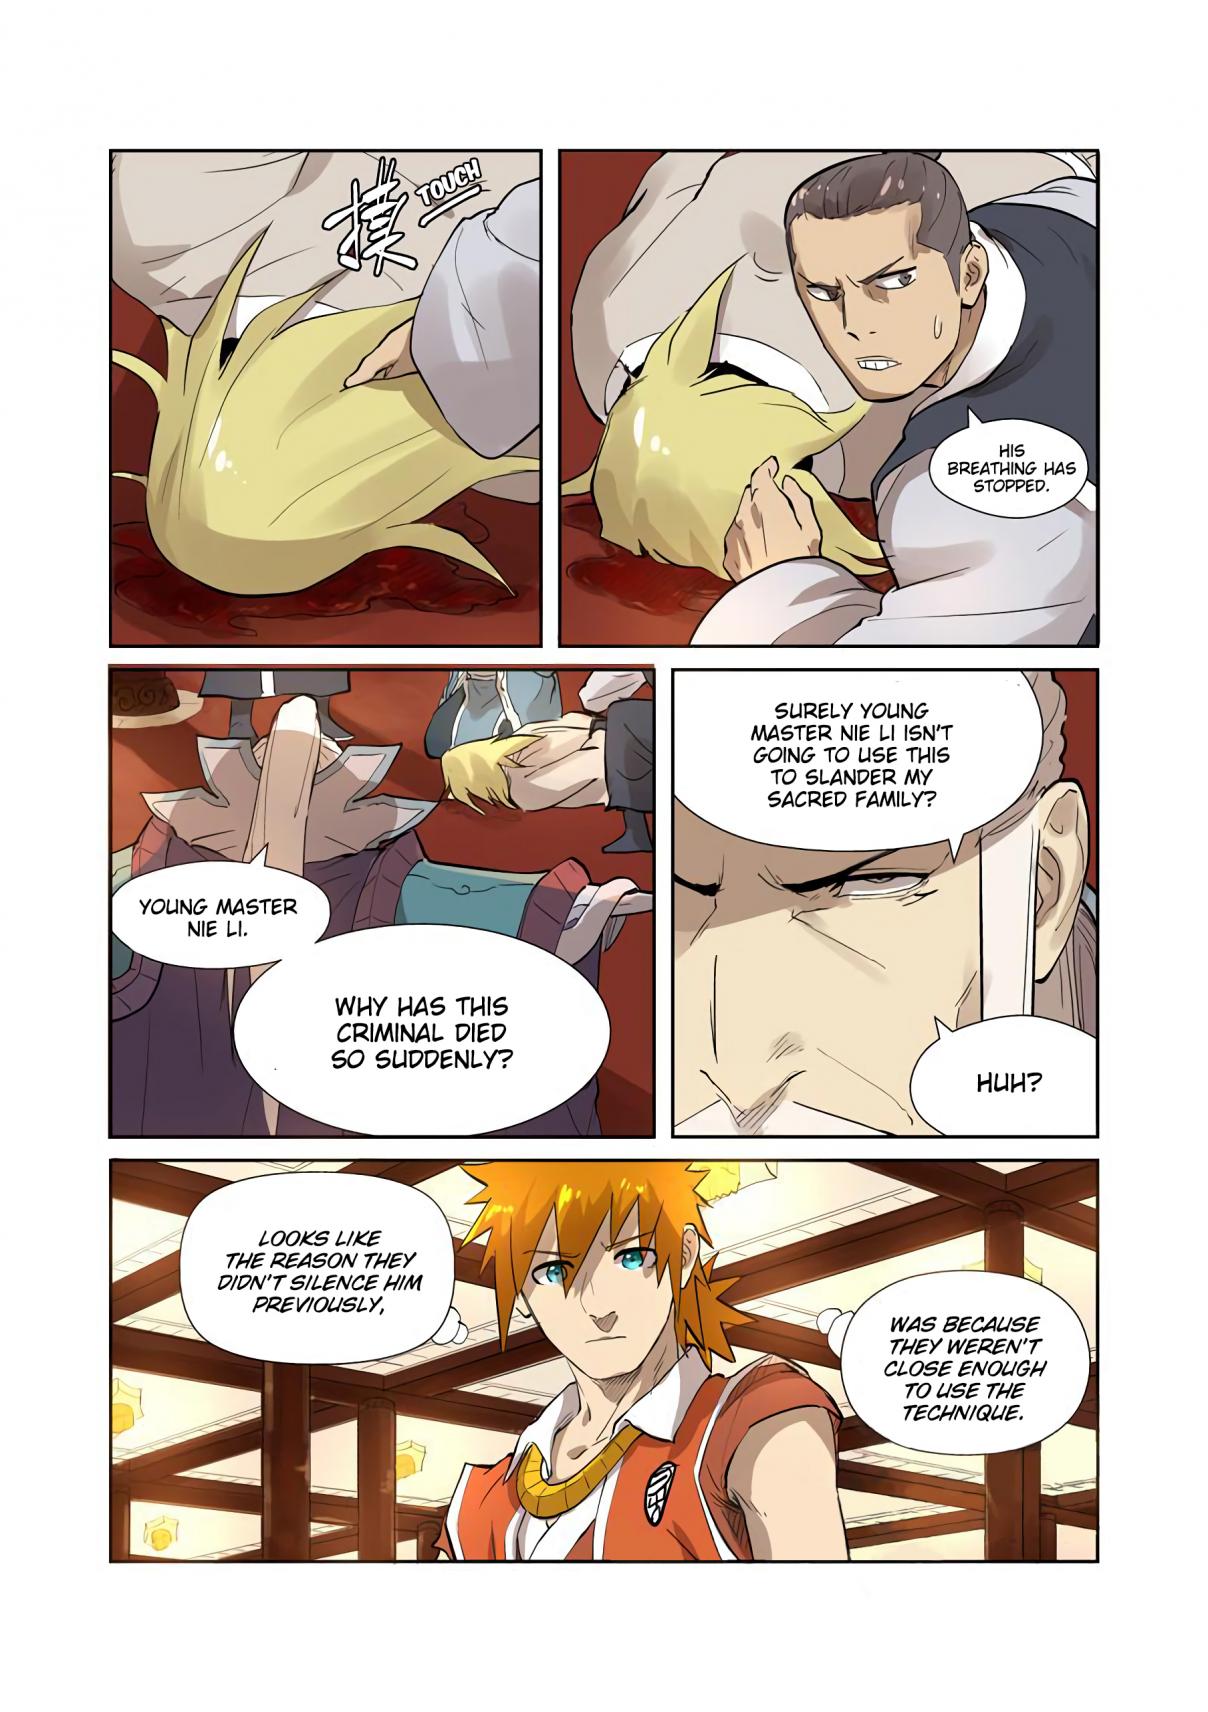 撲
TOUCH
HIS
BREATHING HAS
STOPPED.
YOUNG MASTER
NIE LI.
WHY HAS THIS
CRIMINAL DIED
SO SUDDENLY?
SURELY YOUNG
MASTER NIE LI ISN'T
GOING TO USE THIS
TO SLANDER MY
SACRED FAMILY?
HUH?
LOOKS LIKE
THE REASON THEY
DIDN'T SILENCE HIM
PREVIOUSLY,
WAS BECAUSE
THEY WEREN'T
CLOSE ENOUGH
TO USE THE
TECHNIQUE.